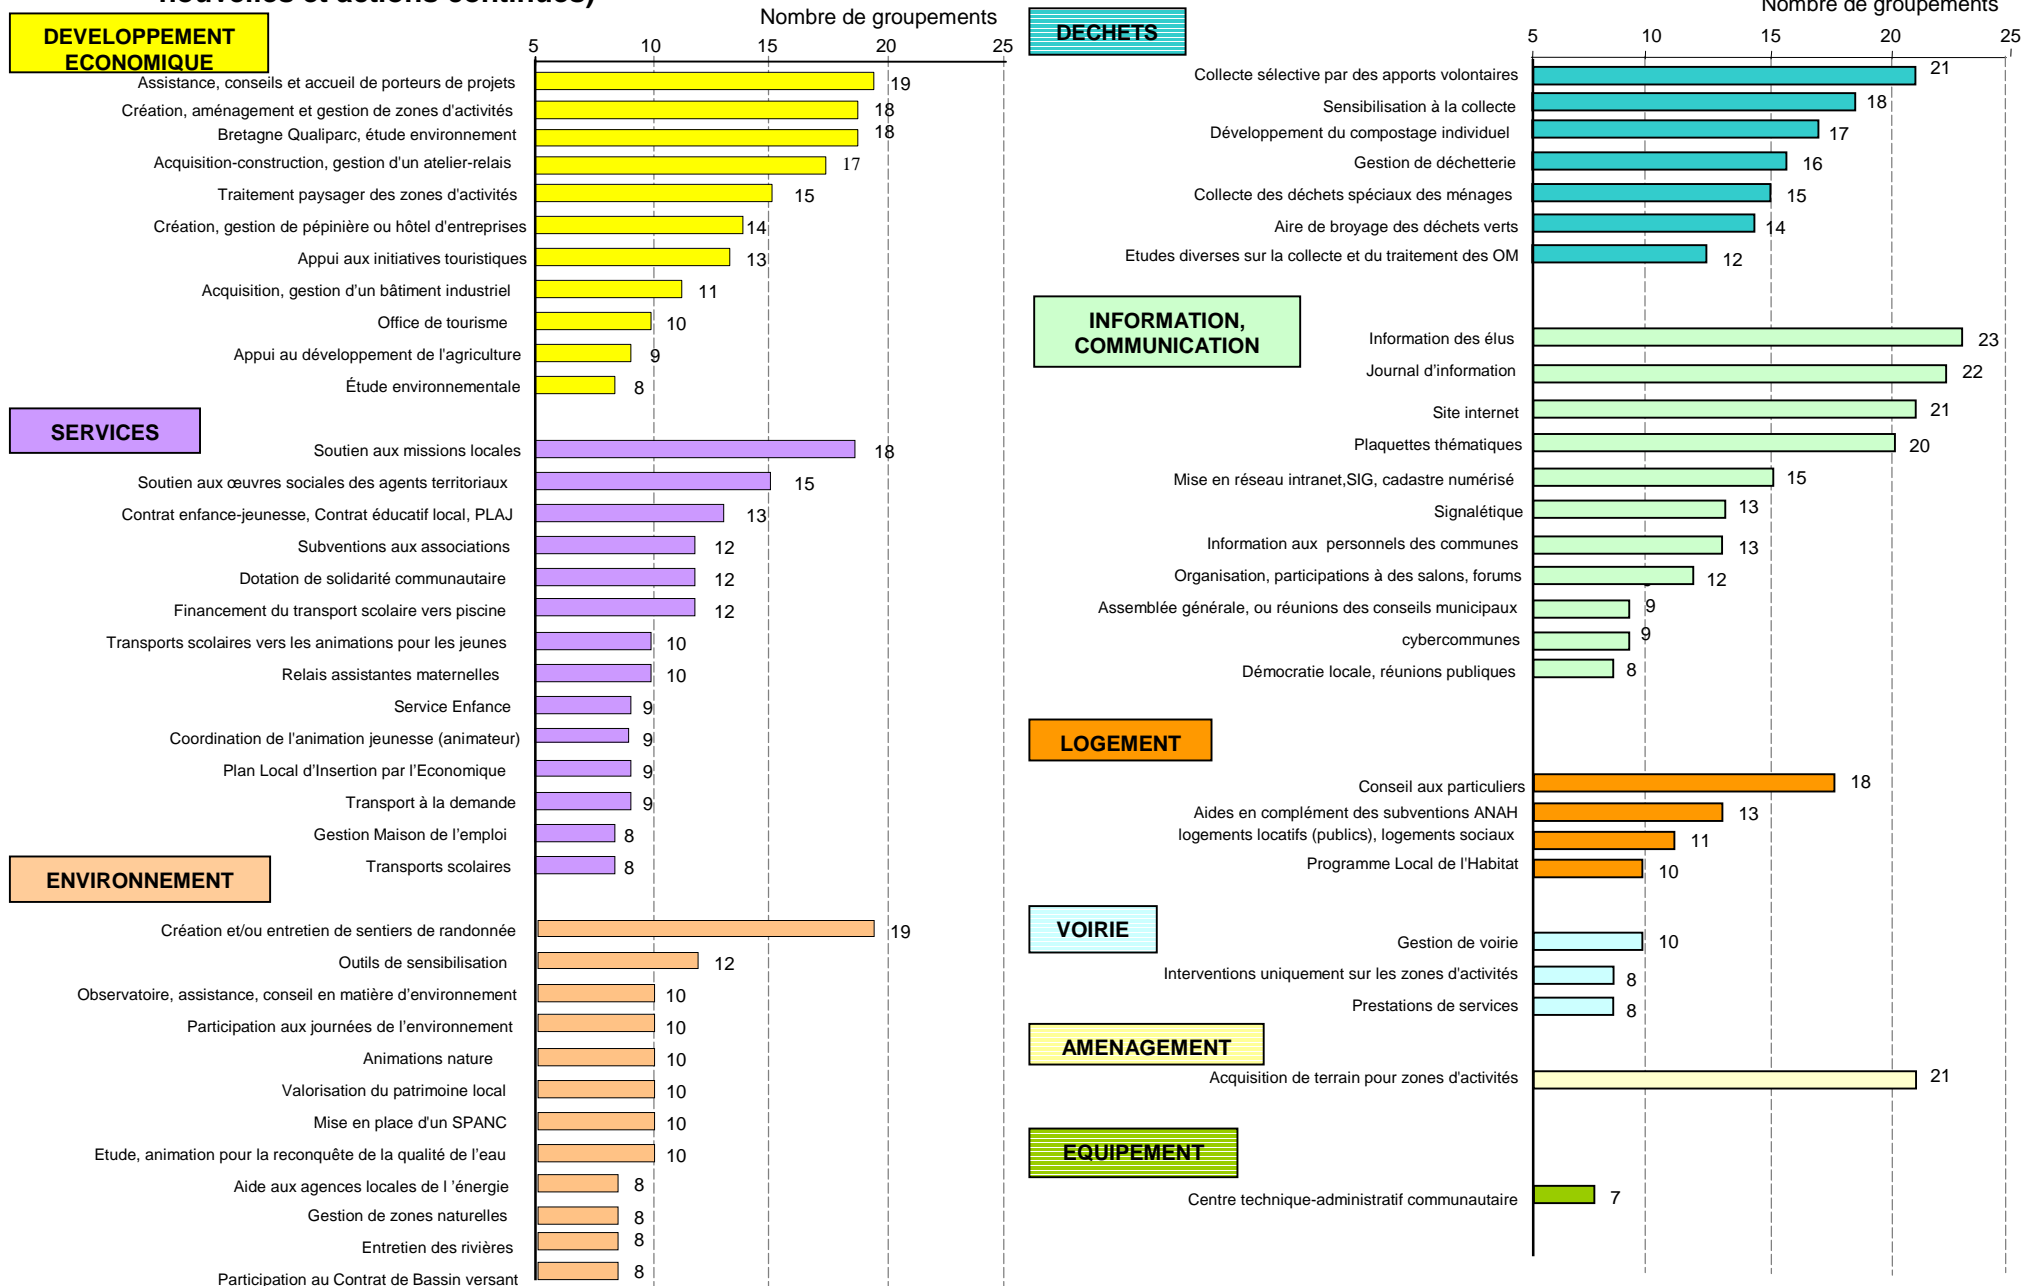 nouvelles et actions continues)
Nombre de groupements
DEVELOPPEMENT
ECONOMIQUE
5 10 15 20 25
Assistance, conseils et accueil de porteurs de projets 19
Création, aménagement et gestion de zones d'activités 18
Bretagne Qualiparc, étude environnement 18
Acquisition-construction, gestion d'un atelier-relais 17
Traitement paysager des zones d'activités 15
Création, gestion de pépinière ou hôtel d'entreprises 14
Appui aux initiatives touristiques 13
Acquisition, gestion d'un bâtiment industriel 11
Office de tourisme 10
Appui au développement de l'agriculture 9
Étude environnementale 8
SERVICES
Soutien aux missions locales 18
Soutien aux œuvres sociales des agents territoriaux 15
Contrat enfance-jeunesse, Contrat éducatif local, PLAJ 13
Subventions aux associations 12
Dotation de solidarité communautaire 12
Financement du transport scolaire vers piscine 12
Transports scolaires vers les animations pour les jeunes 10
Relais assistantes maternelles 10
Service Enfance 9
Coordination de l'animation jeunesse (animateur) 9
Plan Local d'Insertion par l'Economique 9
Transport à la demande 9
Gestion Maison de l'emploi 8
Transports scolaires 8
ENVIRONNEMENT
Création et/ou entretien de sentiers de randonnée 19
Outils de sensibilisation 12
Observatoire, assistance, conseil en matière d'environnement 10
Participation aux journées de l'environnement 10
Animations nature 10
Valorisation du patrimoine local 10
Mise en place d'un SPANC 10
Etude, animation pour la reconquête de la qualité de l'eau 10
Aide aux agences locales de l 'énergie 8
Gestion de zones naturelles 8
Entretien des rivières 8
Participation au Contrat de Bassin versant 8
Nombre de groupements
DECHETS
5 10 15 20 25
Collecte sélective par des apports volontaires 21
Sensibilisation à la collecte 18
Développement du compostage individuel 17
Gestion de déchetterie 16
Collecte des déchets spéciaux des ménages 15
Aire de broyage des déchets verts 14
Etudes diverses sur la collecte et du traitement des OM 12
INFORMATION,
COMMUNICATION
Information des élus 23
Journal d'information 22
Site internet 21
Plaquettes thématiques 20
Mise en réseau intranet,SIG, cadastre numérisé 15
Signalétique 13
Information aux personnels des communes 13
Organisation, participations à des salons, forums 12
Assemblée générale, ou réunions des conseils municipaux 9
cybercommunes 9
Démocratie locale, réunions publiques 8
LOGEMENT
Conseil aux particuliers 18
Aides en complément des subventions ANAH 13
logements locatifs (publics), logements sociaux 11
Programme Local de l'Habitat 10
VOIRIE
Gestion de voirie 10
Interventions uniquement sur les zones d'activités 8
Prestations de services 8
AMENAGEMENT
Acquisition de terrain pour zones d'activités 21
EQUIPEMENT
Centre technique-administratif communautaire 7